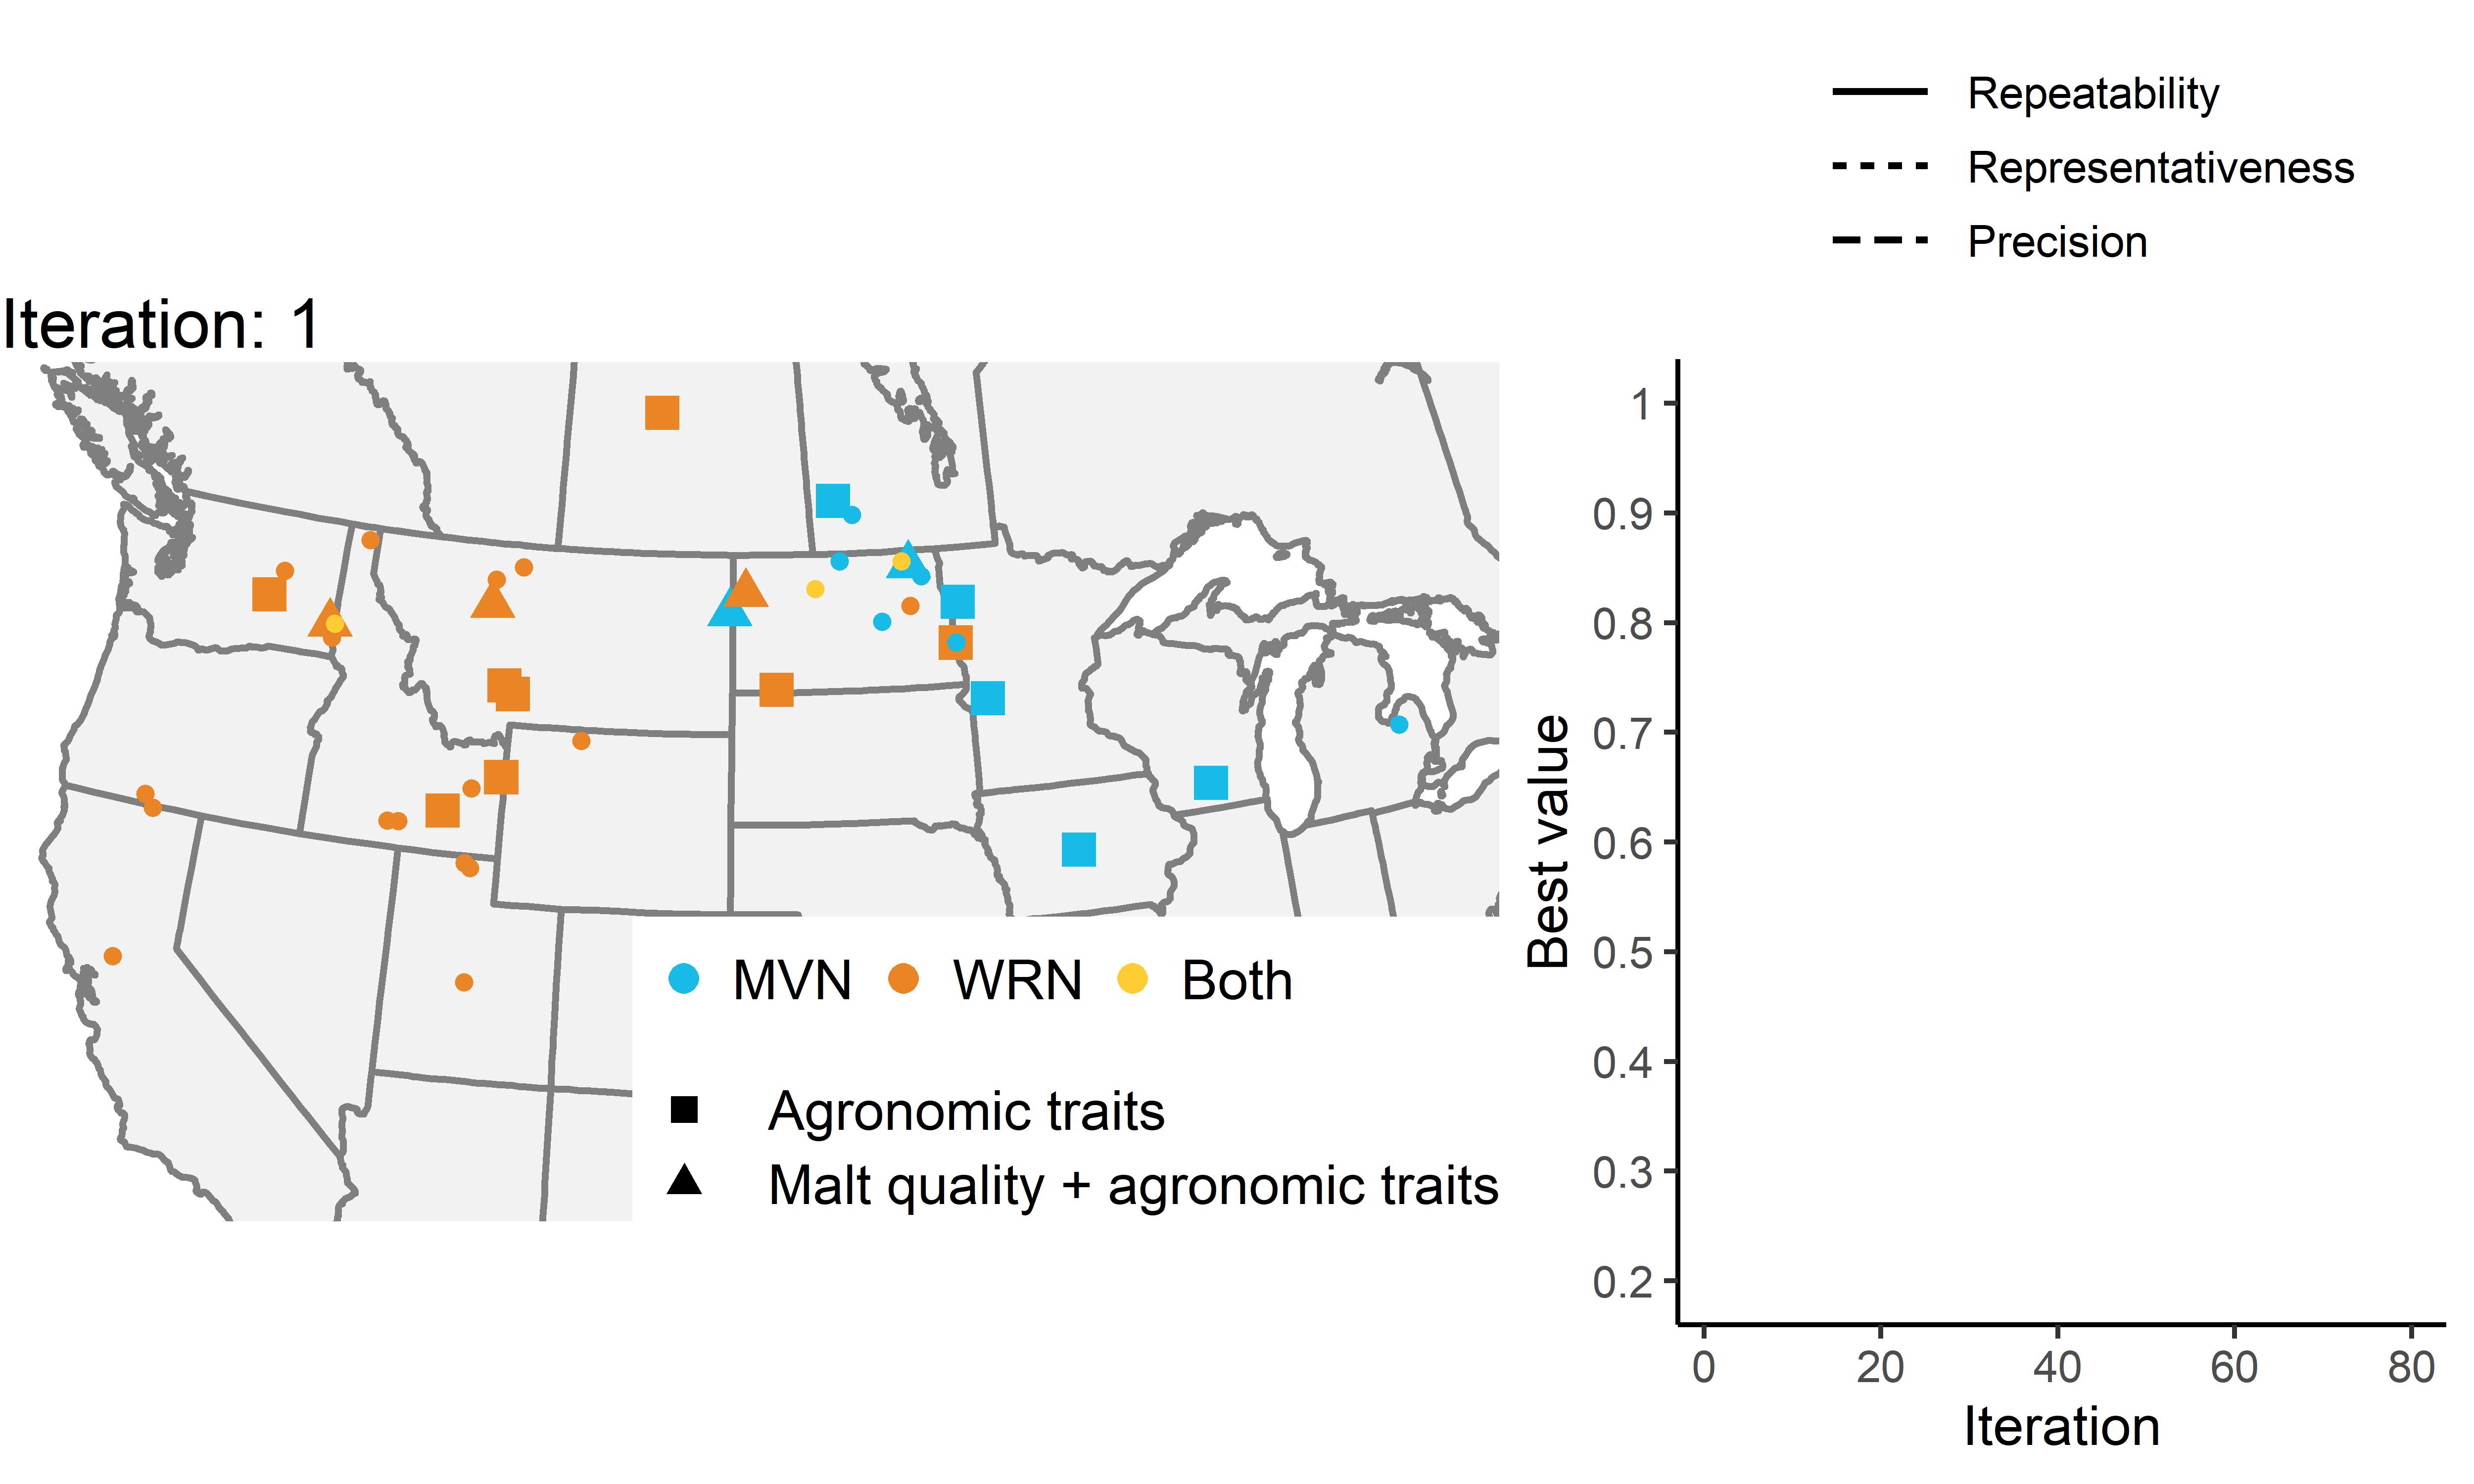 Repeatability
Representativeness
Precision
Iteration: 1
MVN WRN Both
Agronomic traits
Malt quality + agronomic traits
Best value
1
0.9
0.8
0.7
0.6
0.5
0.4
0.3
0.2
0 20 40 60 80
Iteration